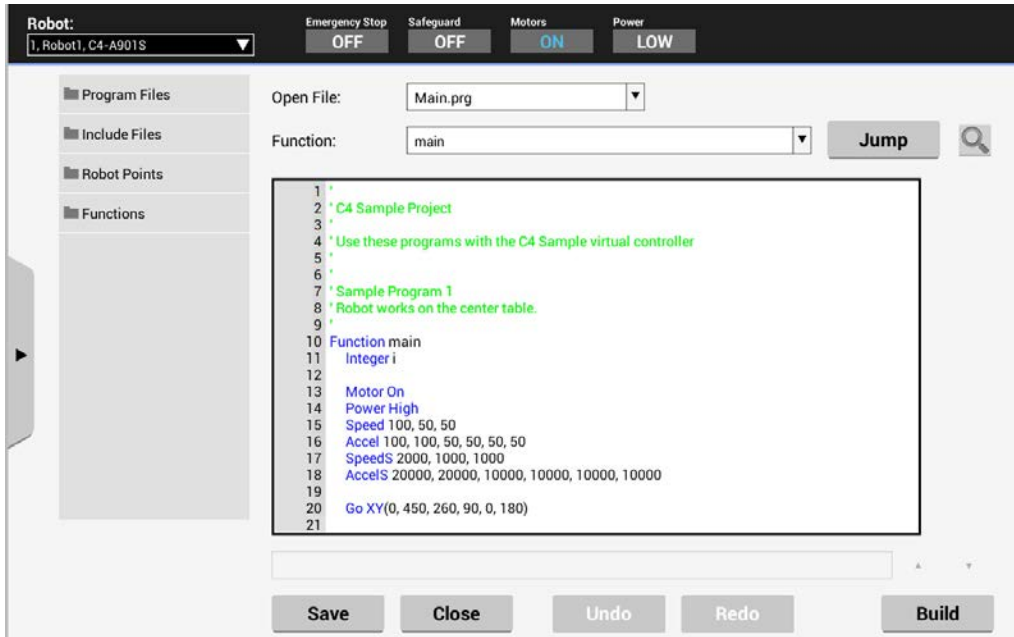 Robot:
1, Robot1, C4-A901S
Emergency Stop
OFF
Safeguard
OFF
Motors
ON
Power
LOW
Program Files
Include Files
Robot Points
Functions
Open File:
Main.prg
Function:
main
Jump
1 '
2 ' C4 Sample Project
3 '
4 ' Use these programs with the C4 Sample virtual controller
5 '
6 '
7 ' Sample Program 1
8 ' Robot works on the center table.
9 '
10 Function main
11 Integer i
12
13 Motor On
14 Power High
15 Speed 100, 50, 50
16 Accel 100, 100, 50, 50, 50, 50
17 SpeedS 2000, 1000, 1000
18 AccelS 20000, 20000, 10000, 10000, 10000, 10000
19
20 Go XY(0, 450, 260, 90, 0, 180)
21
Save
Close
Undo
Redo
Build